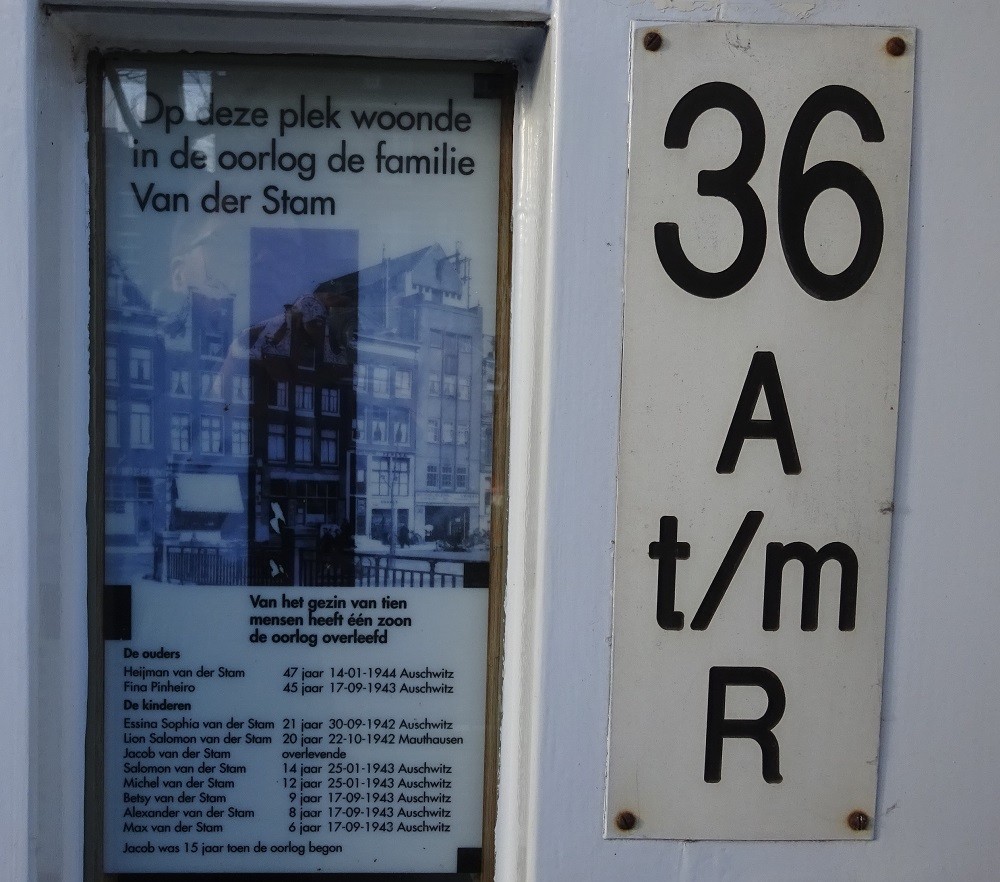 Op deze plek woonde
in de oorlog de familie
Van der Stam
Van het gezin van tien
mensen heeft één zoon
de oorlog overleefd
De ouders
Heijman van der Stam 47 jaar 14-01-1944 Auschwitz
Fina Pinheiro 45 jaar 17-09-1943 Auschwitz
De kinderen
Essina Sophia van der Stam 21 jaar 30-09-1942 Auschwitz
Lion Salomon van der Stam 20 jaar 22-10-1942 Mauthausen
Jacob van der Stam overlevende
Salomon van der Stam 14 jaar 25-01-1943 Auschwitz
Michel van der Stam 12 jaar 25-01-1943 Auschwitz
Betsy van der Stam 9 jaar 17-09-1943 Auschwitz
Alexander van der Stam 8 jaar 17-09-1943 Auschwitz
Max van der Stam 6 jaar 17-09-1943 Auschwitz
Jacob was 15 jaar toen de oorlog begon
36
A
t/m
R